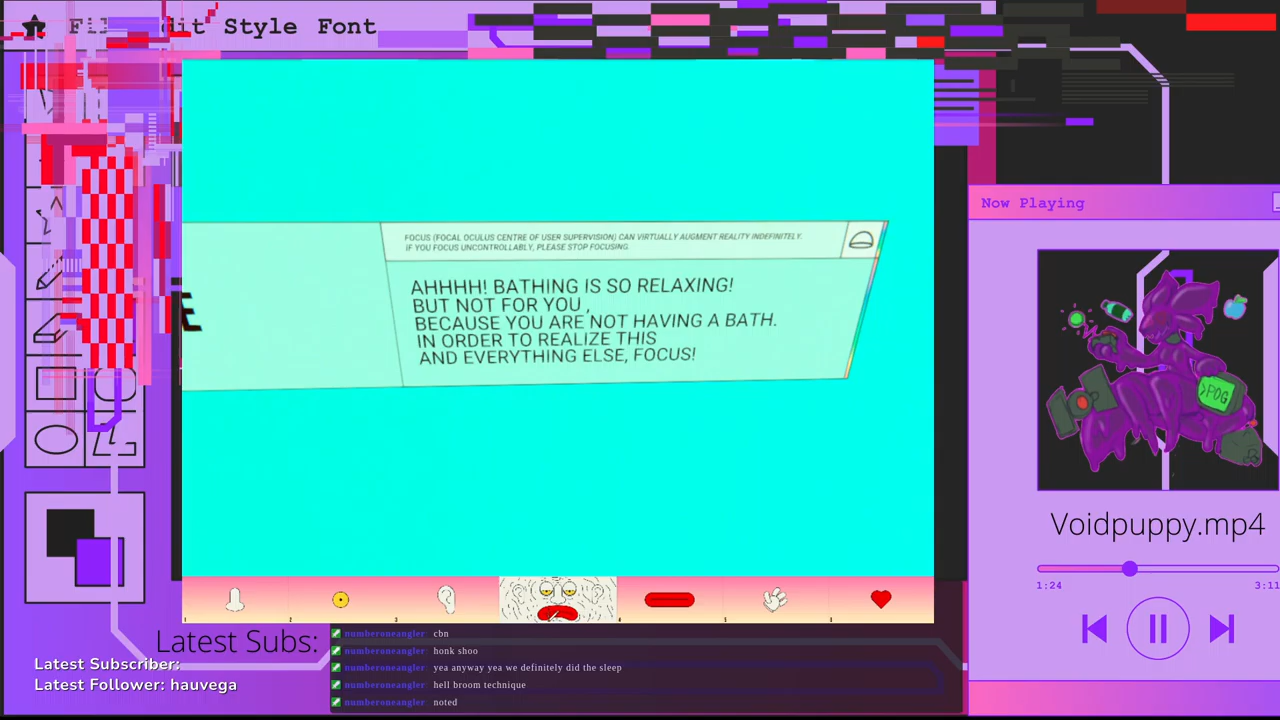 Edit Style Font
FOCUS (FOCAL OCULUS CENTRE OF USER SUPERVISION) CAN VIRTUALLY AUGMENT REALITY INDEFINITELY.
IF YOU FOCUS UNCONTROLLABLY, PLEASE STOP FOCUSING.
AHHHH! BATHING IS SO RELAXING!
BUT NOT FOR YOU,
BECAUSE YOU ARE NOT HAVING A BATH.
IN ORDER TO REALIZE THIS
AND EVERYTHING ELSE, FOCUS!
Now Playing
>POG
Voidpuppy.mp4
1:24
3:11
Latest Subs:
Latest Subscriber:
Latest Follower: hauvega
numberoneangler: cbn
numberoneangler: honk shoo
numberoneangler: yea anyway yea we definitely did the sleep
numberoneangler: hell broom technique
numberoneangler: noted